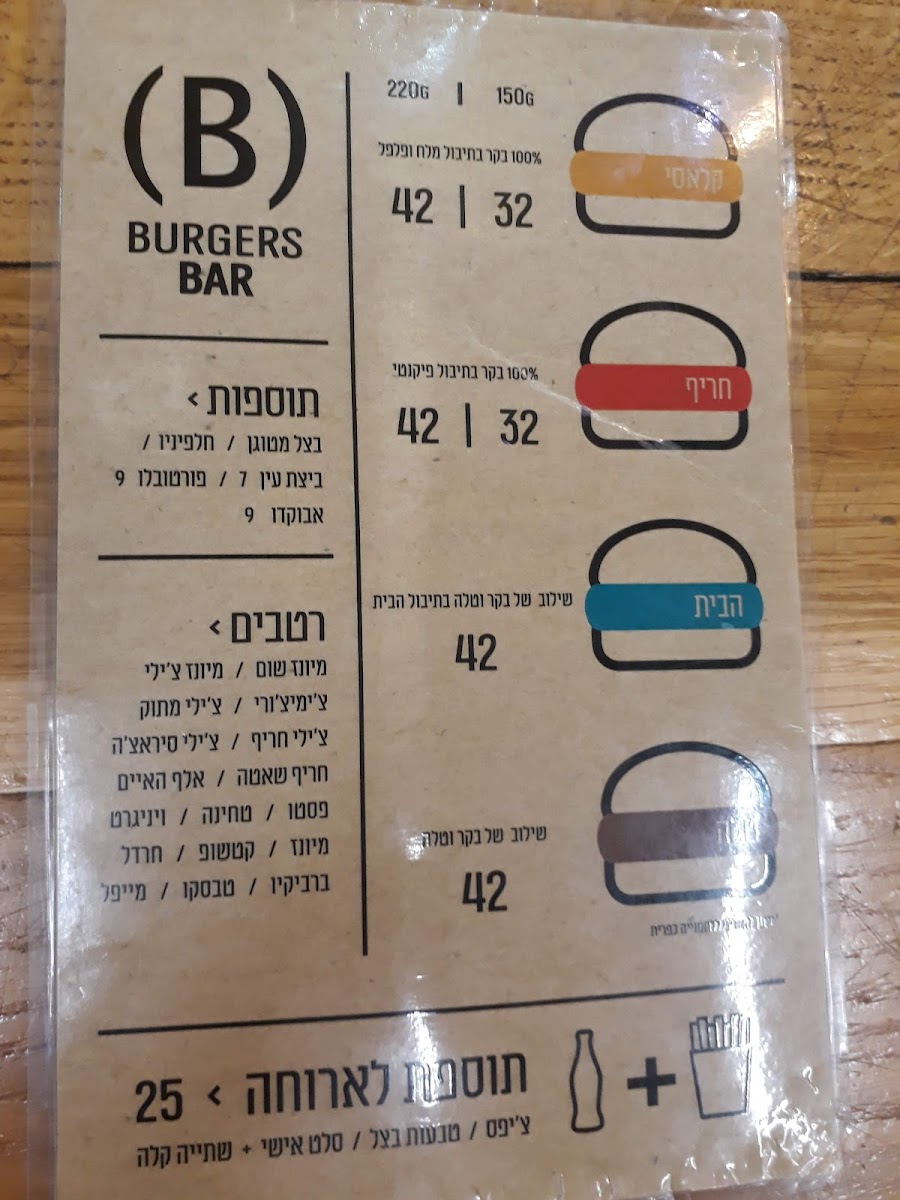 (B)
BURGERS
BAR
תוספות >
בצל מטוגן / חלפיניו /
ביצת עין 7 / פורטובלו 9
אבוקדו 9
רטבים >
מיונז שום / מיונז צ'ילי
צ'ימיצ'ורי / צ'ילי מתוק
צ'ילי חריף / צ'ילי סיראצ'ה
חריף שאטה / אלף האיים
פסטו / טחינה / ויניגרט
מיונז / קטשופ / חרדל
ברביקיו / טבסקו / מייפל
150G | 220G
קלאסי
100% בקר בתיבול מלח ופלפל
32 | 42
חריף
100% בקר בתיבול פיקנטי
32 | 42
הבית
שילוב של בקר וטלה בתיבול הבית
42
טלה
שילוב של בקר וטלה
42
ללחמנייה כפרית
תוספת לארוחה > 25
צ'יפס / טבעות בצל / סלט אישי + שתייה קלה